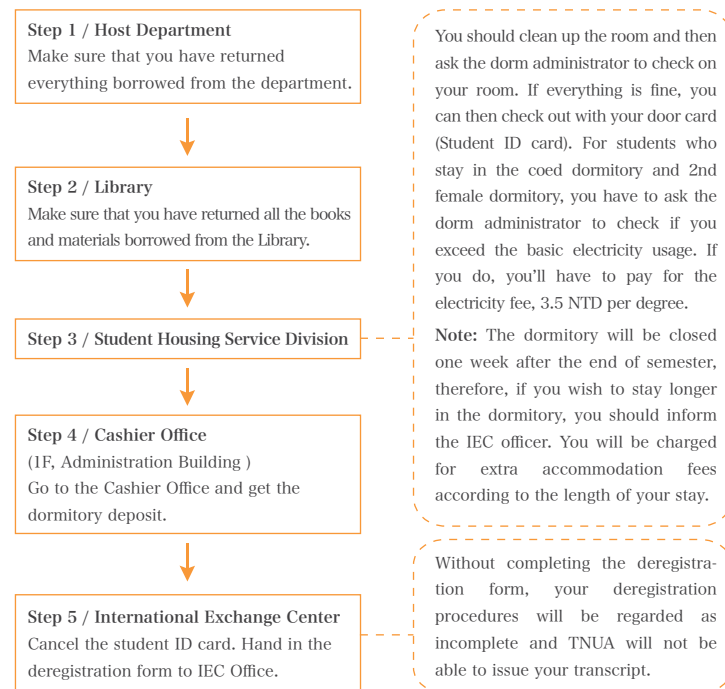 Step 1 / Host Department
Make sure that you have returned
everything borrowed from the department.
Step 2 / Library
Make sure that you have returned all the books
and materials borrowed from the Library.
Step 3 / Student Housing Service Division
You should clean up the room and then
ask the dorm administrator to check on
your room. If everything is fine, you
can then check out with your door card
(Student ID card). For students who
stay in the coed dormitory and 2nd
female dormitory, you have to ask the
dorm administrator to check if you
exceed the basic electricity usage. If
you do, you'll have to pay for the
electricity fee, 3.5 NTD per degree.
Note: The dormitory will be closed
one week after the end of semester,
therefore, if you wish to stay longer
in the dormitory, you should inform
the IEC officer. You will be charged
for extra accommodation fees
according to the length of your stay.
Step 4 / Cashier Office
(1F, Administration Building )
Go to the Cashier Office and get the
dormitory deposit.
Step 5 / International Exchange Center
Cancel the student ID card. Hand in the
deregistration form to IEC Office.
Without completing the deregistra-
tion form, your deregistration
procedures will be regarded as
incomplete and TNUA will not be
able to issue your transcript.